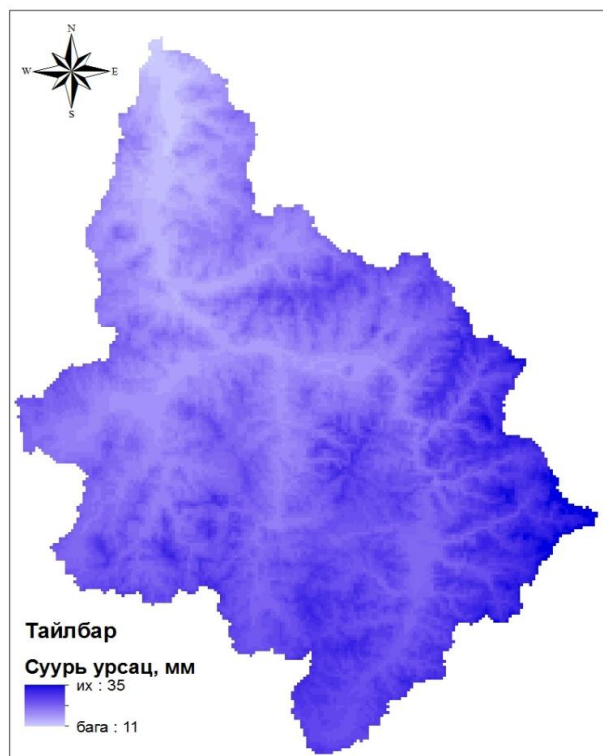 N
W E
S
Тайлбар
Суурь урсац, мм
их : 35
бага : 11